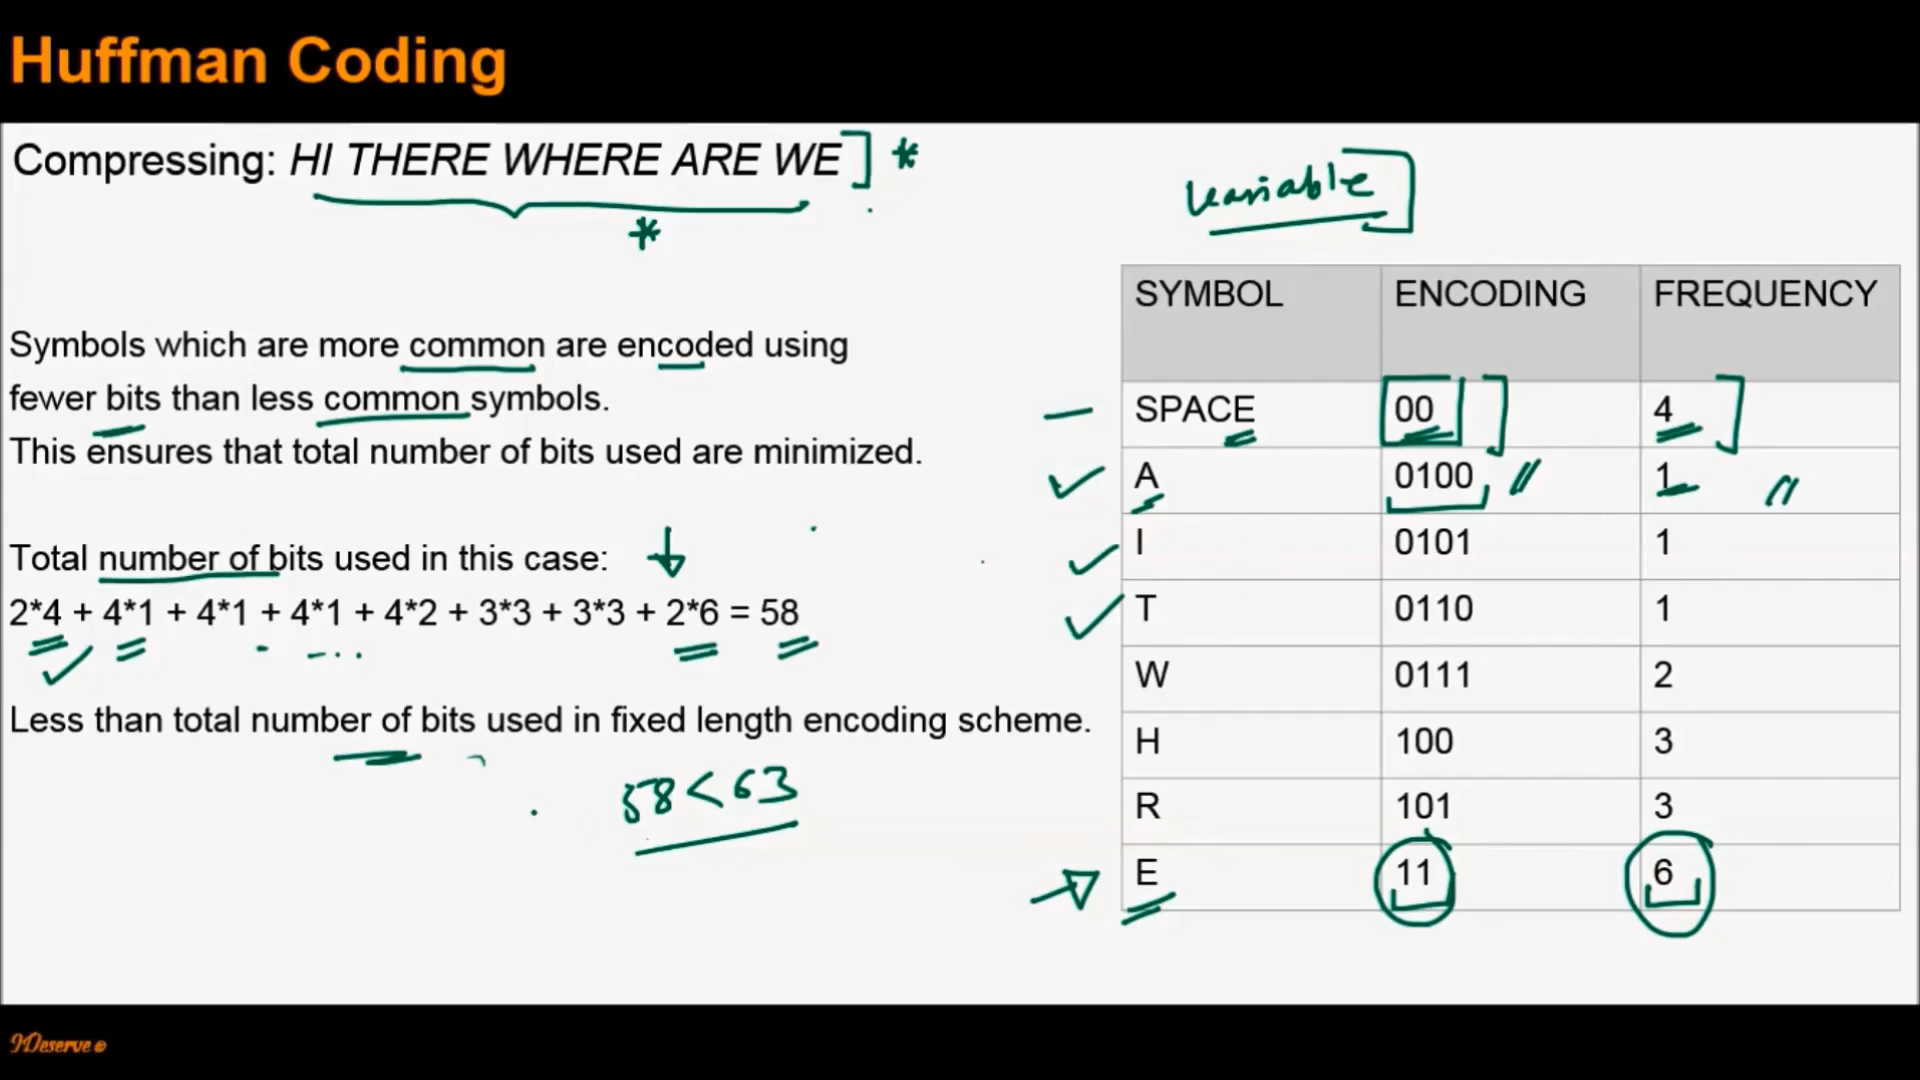 Huffman Coding
Compressing: HI THERE WHERE ARE WE ] *
*
variable ]
Symbols which are more common are encoded using
fewer bits than less common symbols.
This ensures that total number of bits used are minimized.
Total number of bits used in this case:
2*4 + 4*1 + 4*1 + 4*1 + 4*2 + 3*3 + 3*3 + 2*6 = 58
Less than total number of bits used in fixed length encoding scheme.
58 < 63
SYMBOL ENCODING FREQUENCY
SPACE 00 4
A 0100 1
I 0101 1
T 0110 1
W 0111 2
H 100 3
R 101 3
E 11 6
9Deserve ©